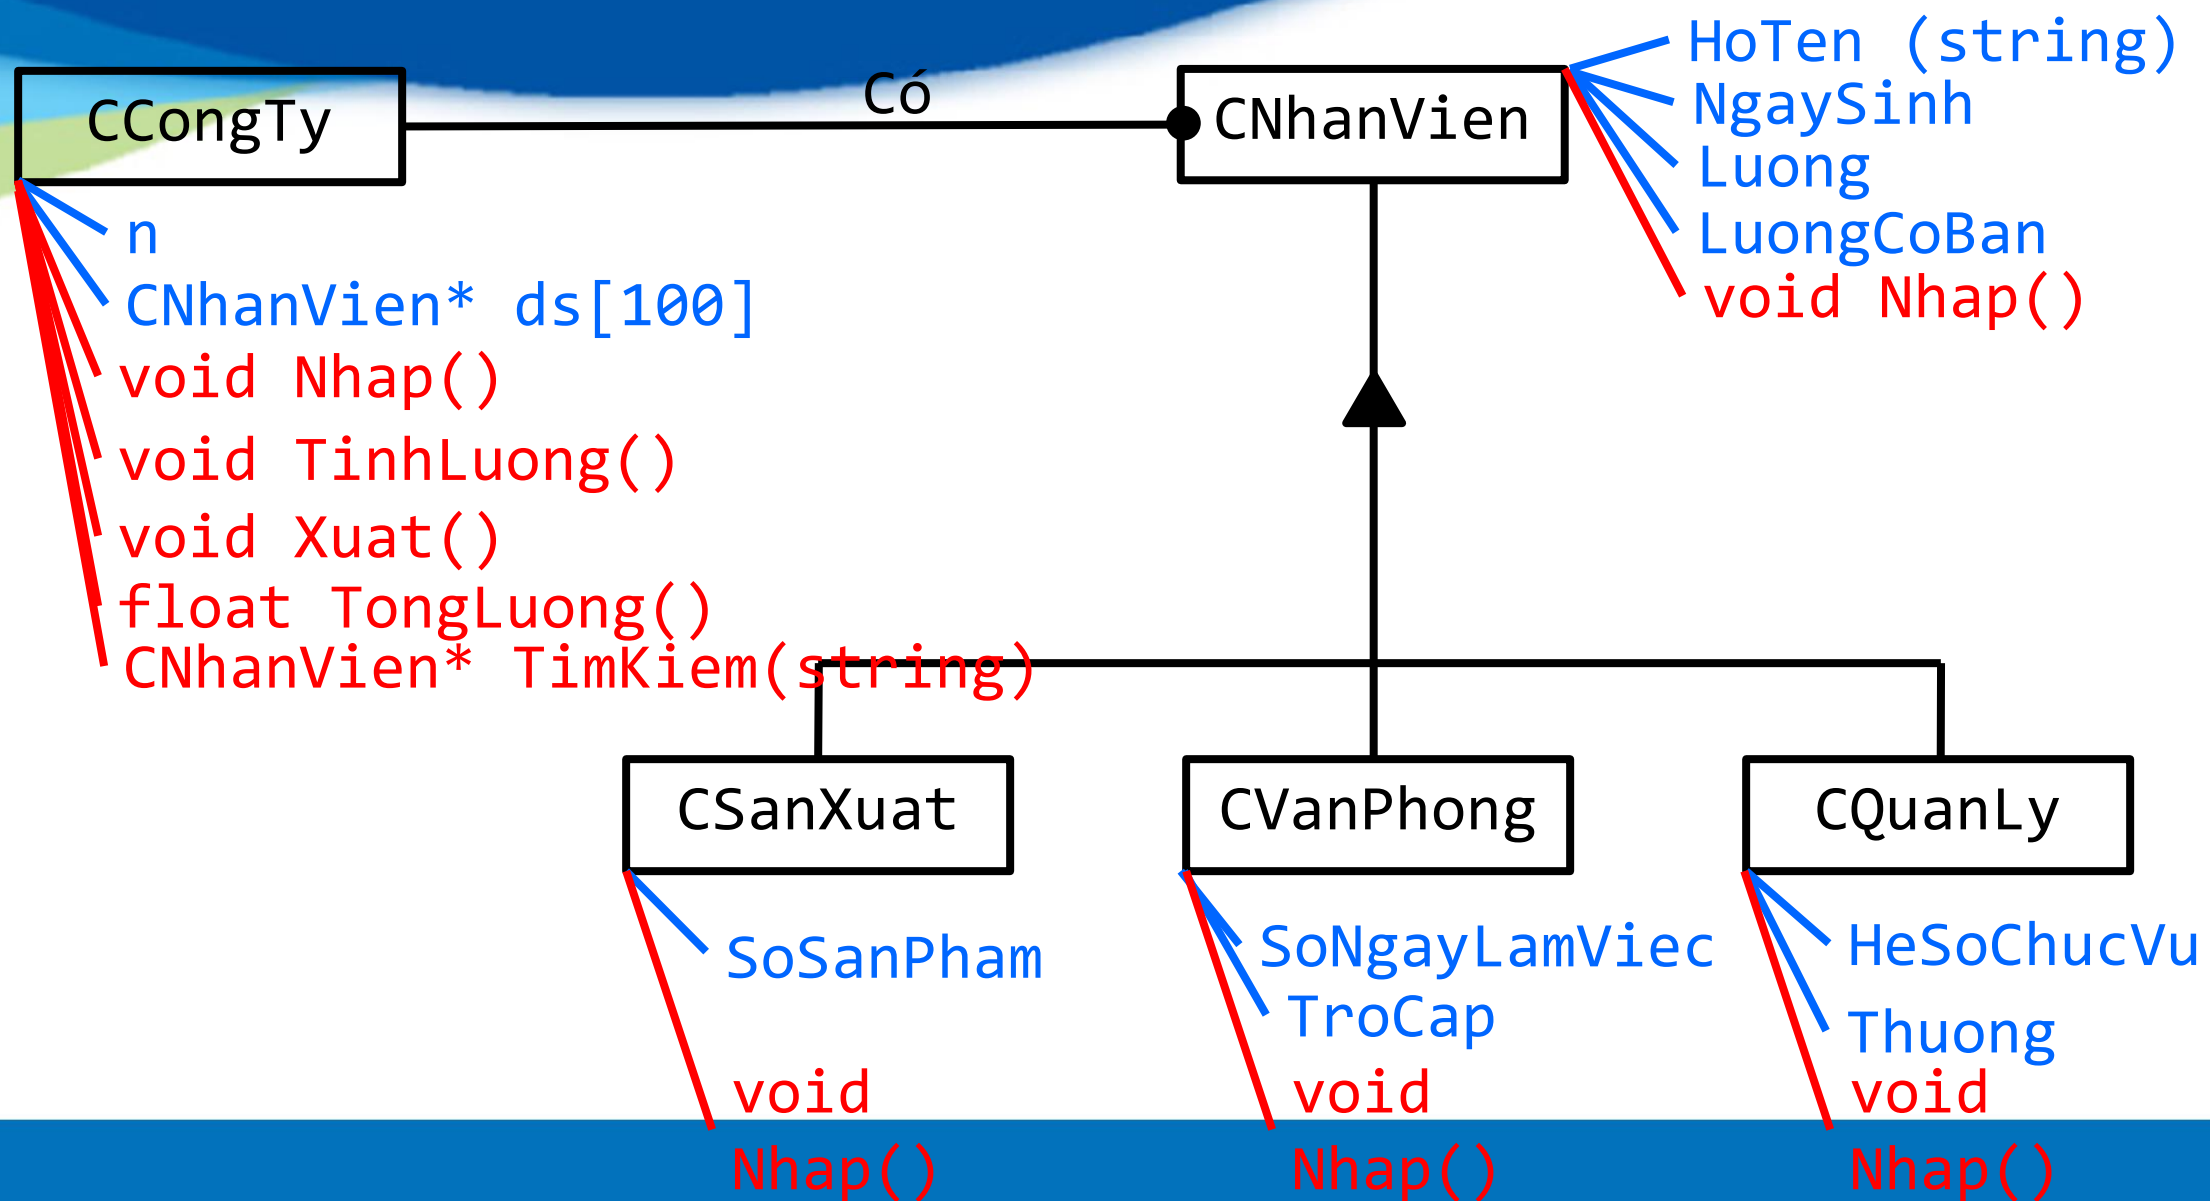 CCongTy
Có
CNhanVien
HoTen (string)
NgaySinh
Luong
LuongCoBan
void Nhap()
n
CNhanVien* ds[100]
void Nhap()
void TinhLuong()
void Xuat()
float TongLuong()
CNhanVien* TimKiem(string)
CSanXuat
CVanPhong
CQuanLy
SoSanPham
void
Nhap()
SoNgayLamViec
TroCap
void
Nhap()
HeSoChucVu
Thuong
void
Nhap()